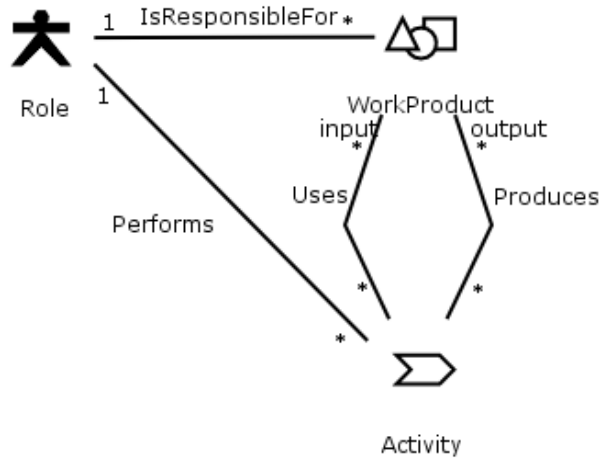 1 IsResponsibleFor *
Role
1
WorkProduct
input output
* *
Uses Produces
Performs
* *
*
Activity